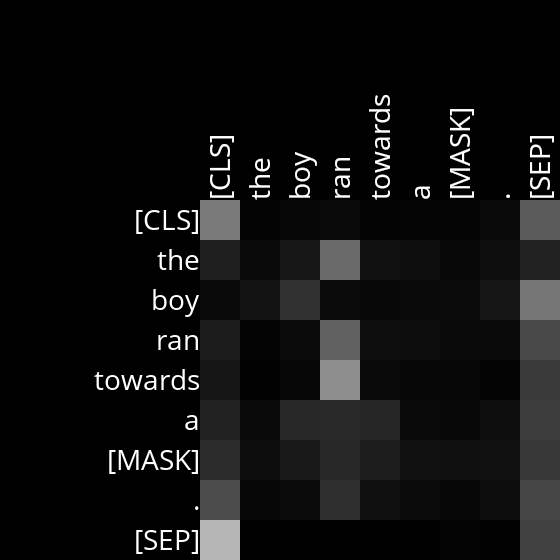 [CLS] the boy ran towards a [MASK] . [SEP]
[CLS]
the
boy
ran
towards
a
[MASK]
.
[SEP]